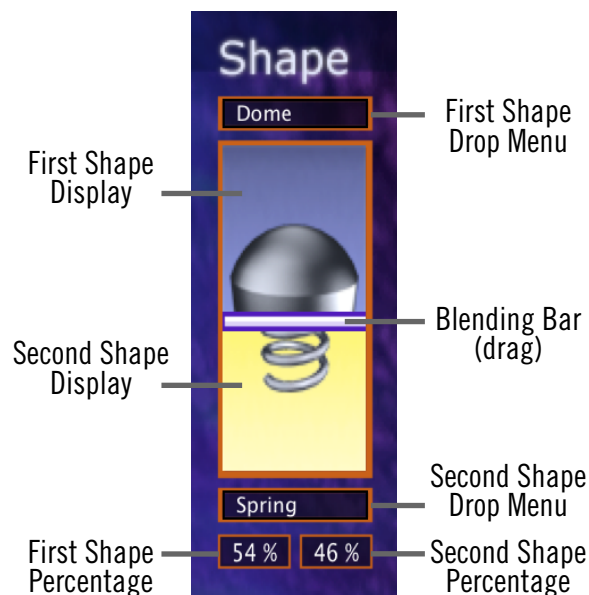 Shape
Dome
First Shape
Drop Menu
First Shape
Display
Blending Bar
(drag)
Second Shape
Display
Second Shape
Drop Menu
Spring
First Shape
Percentage
54 %
46 %
Second Shape
Percentage